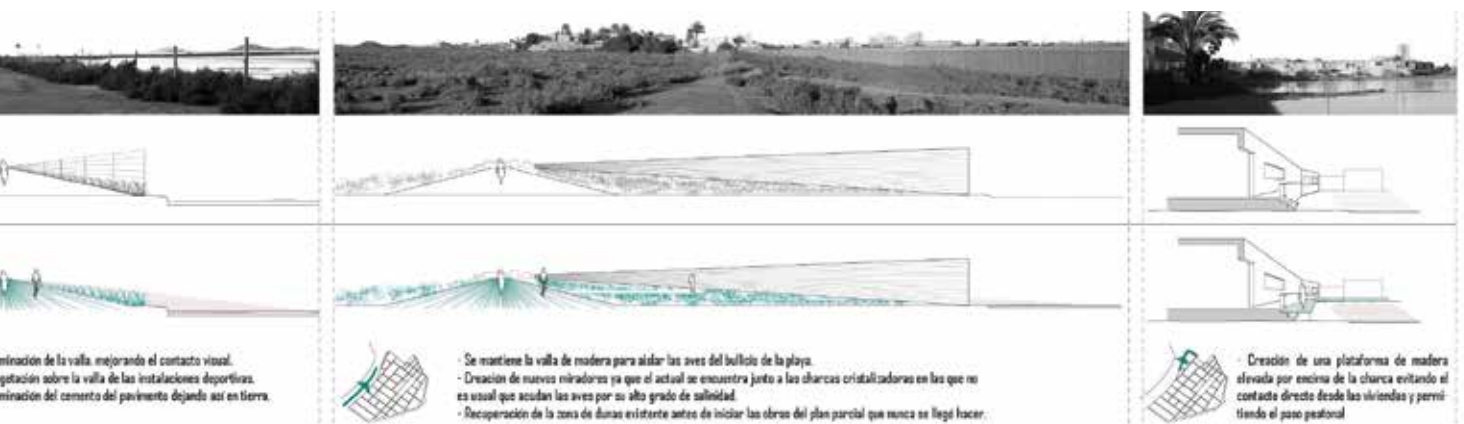 minación de la valla, mejorando el contacto visual.
getación sobre la valla de las instalaciones deportivas.
minación del cemento del pavimento dejando así en tierra.
- Se mantiene la valla de madera para aislar las aves del bullicio de la playa.
- Creación de nuevos miradores ya que el actual se encuentra junto a las charcas cristalizadoras en las que no
es usual que acudan las aves por su alto grado de salinidad.
- Recuperación de la zona de dunas existente antes de iniciar las obras del plan parcial que nunca se llegó hacer.
- Creación de una plataforma de madera
elevada por encima de la charca evitando el
contacto directo desde las viviendas y permi-
tiendo el paso peatonal